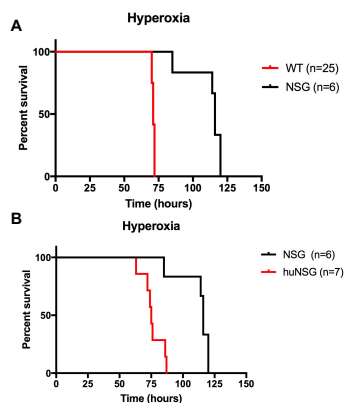 Hyperoxia
A
100
50
0
Percent survival
0 25 50 75 100 125 150
Time (hours)
WT (n=25)
NSG (n=6)
Hyperoxia
B
100
50
0
Percent survival
0 25 50 75 100 125 150
Time (hours)
NSG (n=6)
huNSG (n=7)